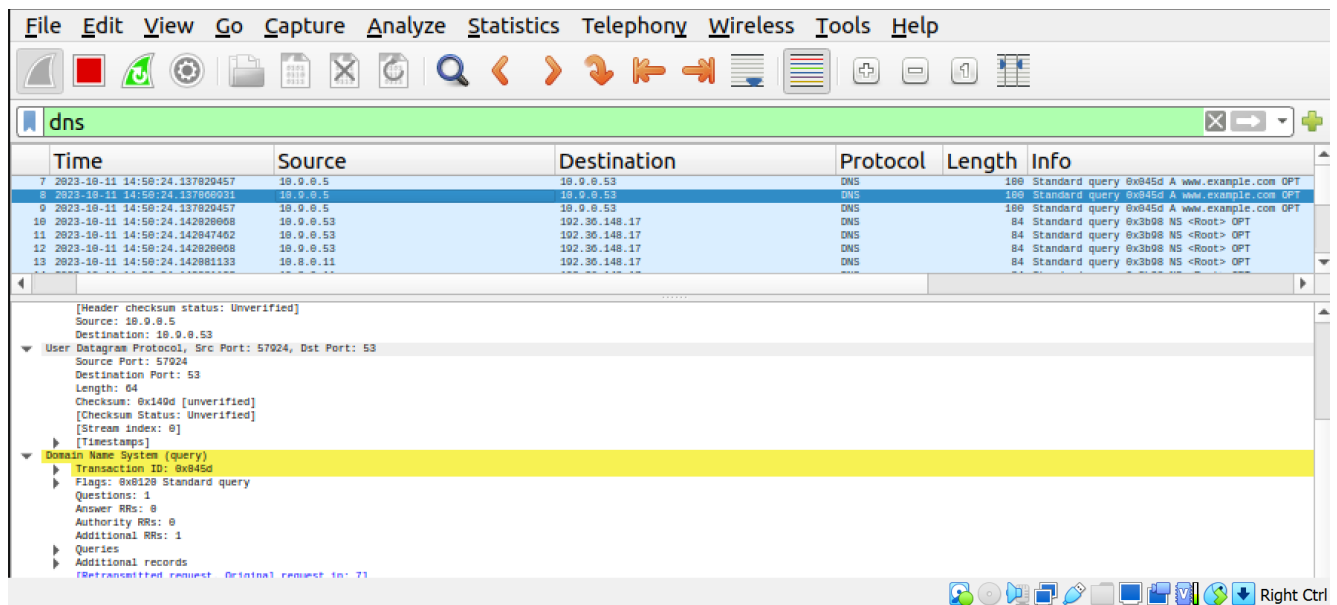 File Edit View Go Capture Analyze Statistics Telephony Wireless Tools Help
dns
Time Source Destination Protocol Length Info
7 2023-10-11 14:50:24.137029457 10.9.0.5 10.9.0.53 DNS 100 Standard query 0x045d A www.example.com OPT
8 2023-10-11 14:50:24.137060931 10.9.0.5 10.9.0.53 DNS 100 Standard query 0x045d A www.example.com OPT
9 2023-10-11 14:50:24.137029457 10.9.0.5 10.9.0.53 DNS 100 Standard query 0x045d A www.example.com OPT
10 2023-10-11 14:50:24.142020068 10.9.0.53 192.36.148.17 DNS 84 Standard query 0x3b98 NS <Root> OPT
11 2023-10-11 14:50:24.142047462 10.9.0.53 192.36.148.17 DNS 84 Standard query 0x3b98 NS <Root> OPT
12 2023-10-11 14:50:24.142020068 10.9.0.53 192.36.148.17 DNS 84 Standard query 0x3b98 NS <Root> OPT
13 2023-10-11 14:50:24.142081133 10.8.0.11 192.36.148.17 DNS 84 Standard query 0x3b98 NS <Root> OPT
[Header checksum status: Unverified]
Source: 10.9.0.5
Destination: 10.9.0.53
User Datagram Protocol, Src Port: 57924, Dst Port: 53
Source Port: 57924
Destination Port: 53
Length: 64
Checksum: 0x149d [unverified]
[Checksum Status: Unverified]
[Stream index: 0]
[Timestamps]
Domain Name System (query)
Transaction ID: 0x045d
Flags: 0x0120 Standard query
Questions: 1
Answer RRs: 0
Authority RRs: 0
Additional RRs: 1
Queries
Additional records
[Retransmitted request. Original request in: 7]
Right Ctrl